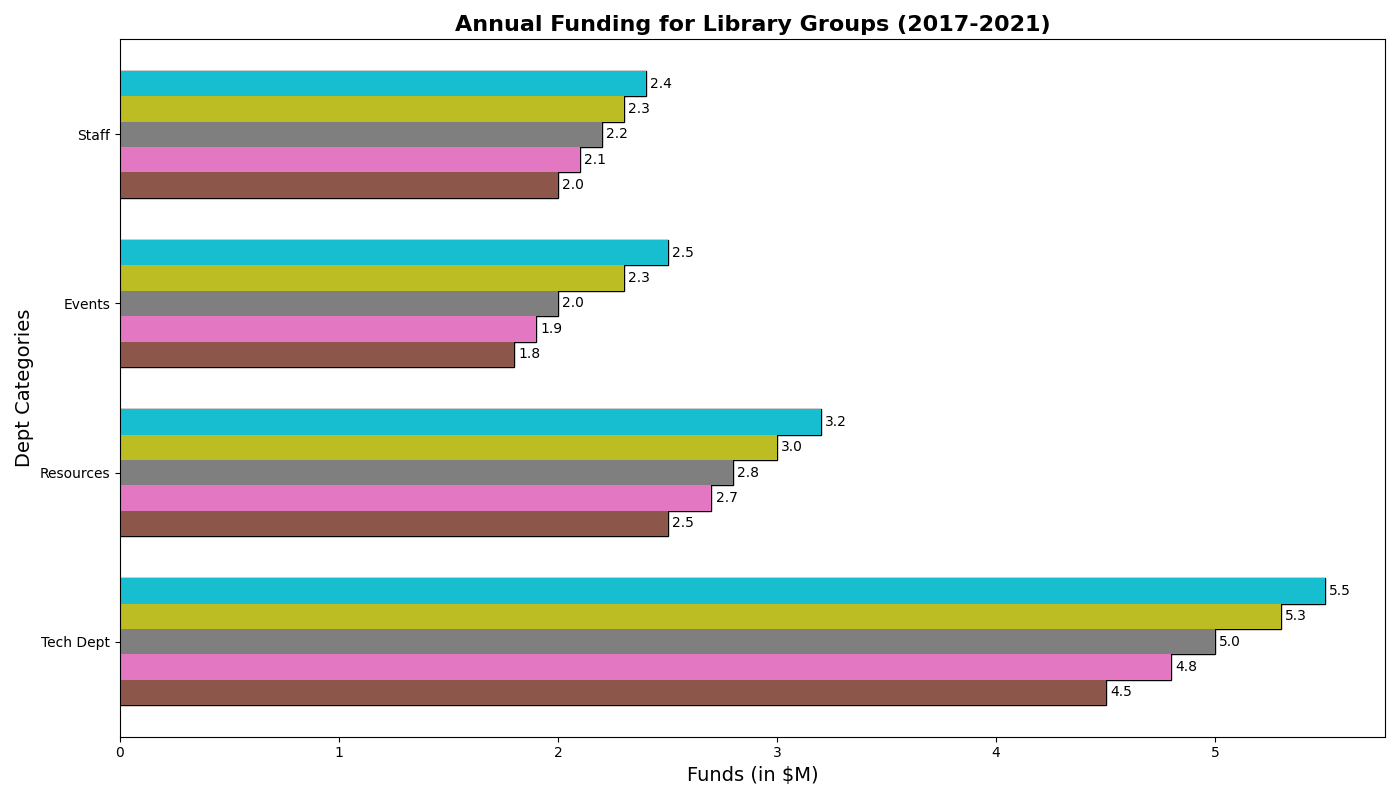 Annual Funding for Library Groups (2017-2021)
Dept Categories
Staff
2.4
2.3
2.2
2.1
2.0
Events
2.5
2.3
2.0
1.9
1.8
Resources
3.2
3.0
2.8
2.7
2.5
Tech Dept
5.5
5.3
5.0
4.8
4.5
0 1 2 3 4 5
Funds (in $M)